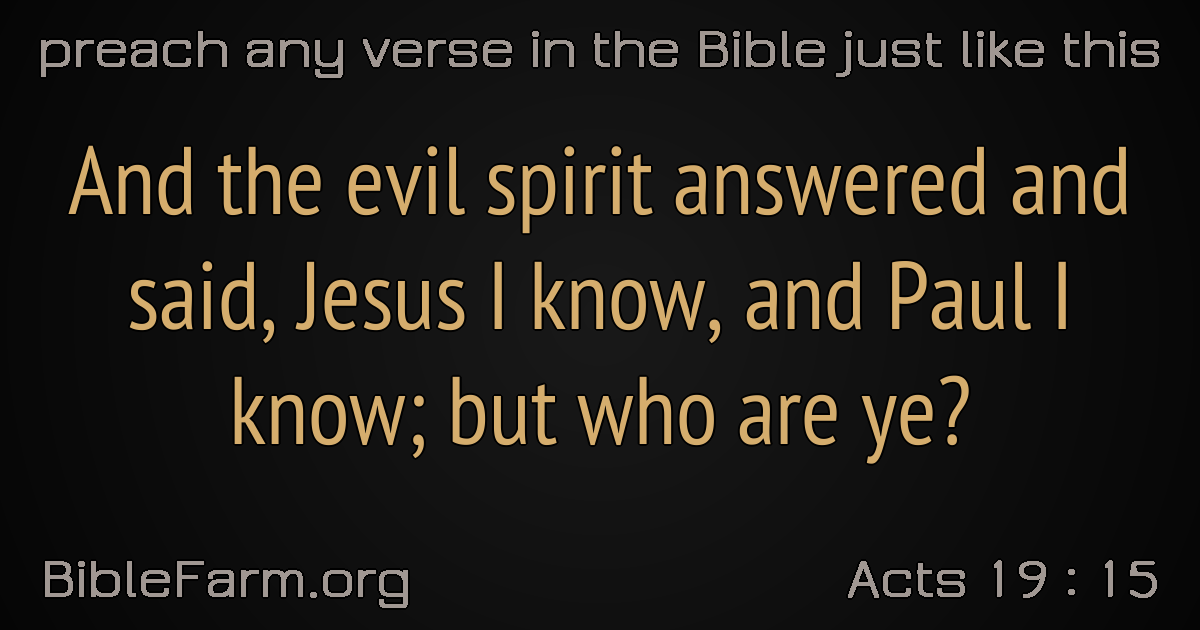 preach any verse in the Bible just like this
And the evil spirit answered and
said, Jesus I know, and Paul I
know; but who are ye?
BibleFarm.org
Acts 19 : 15